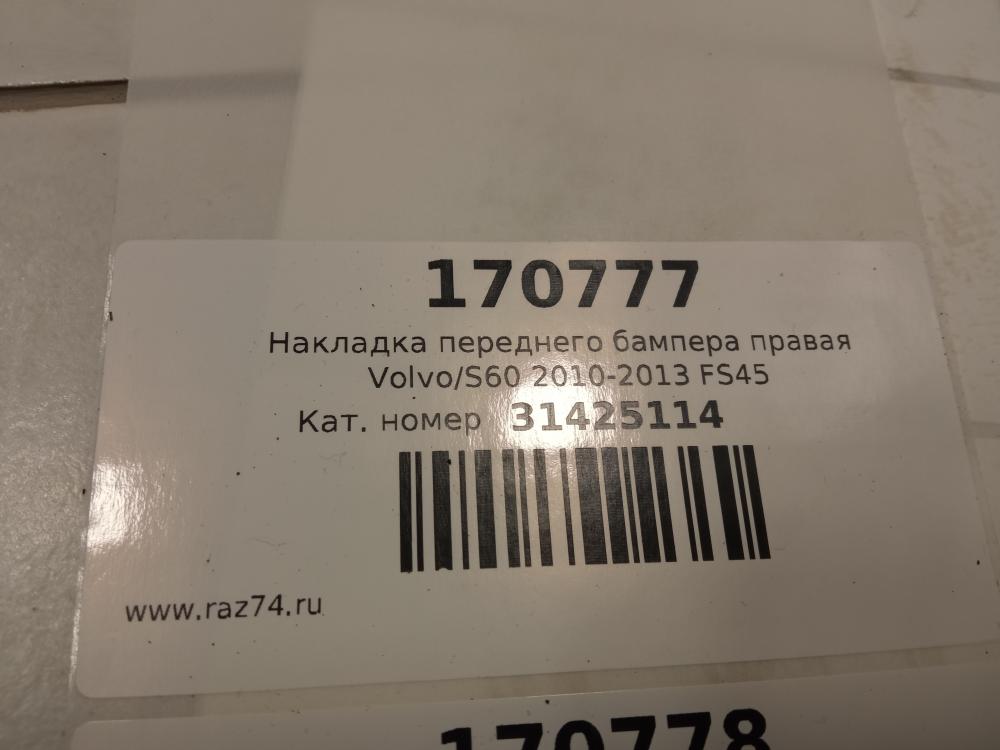 170777
Накладка переднего бампера правая
Volvo/S60 2010-2013 FS45
Кат. номер 31425114
www.raz74.ru
170778